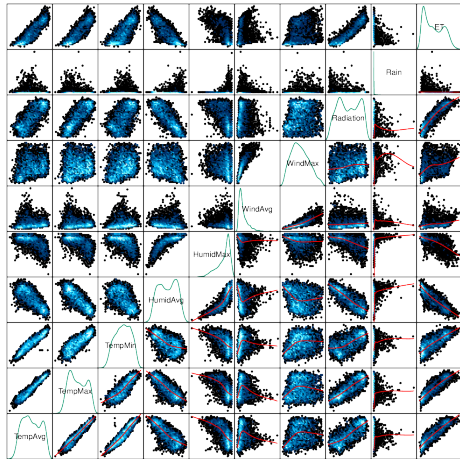 ET
Rain
Radiation
WindMax
WindAvg
HumidMax
HumidAvg
TempMin
TempMax
TempAvg